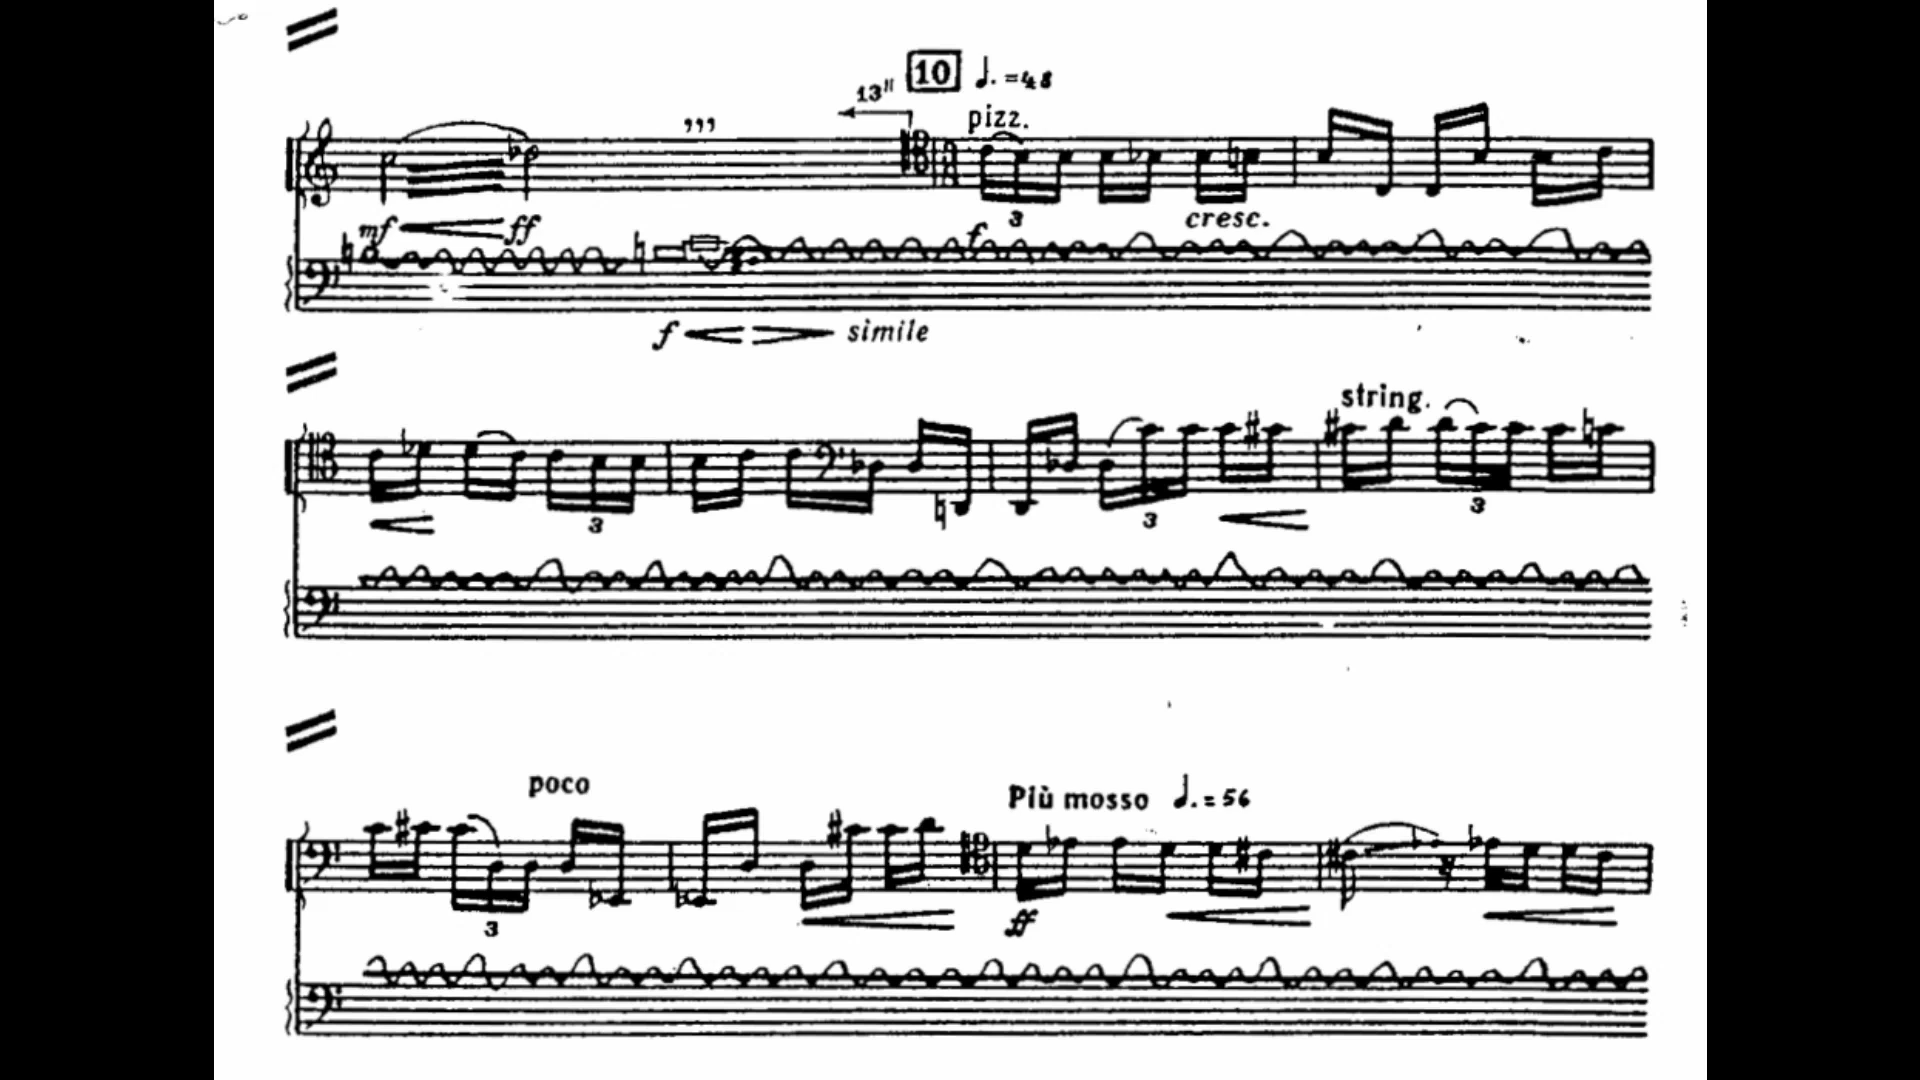 10 ♩. = 48
13"
pizz.
,,,
mf ff
3
f
cresc.
f simile
string.
3 3 3
poco
Più mosso ♩. = 56
3
ff